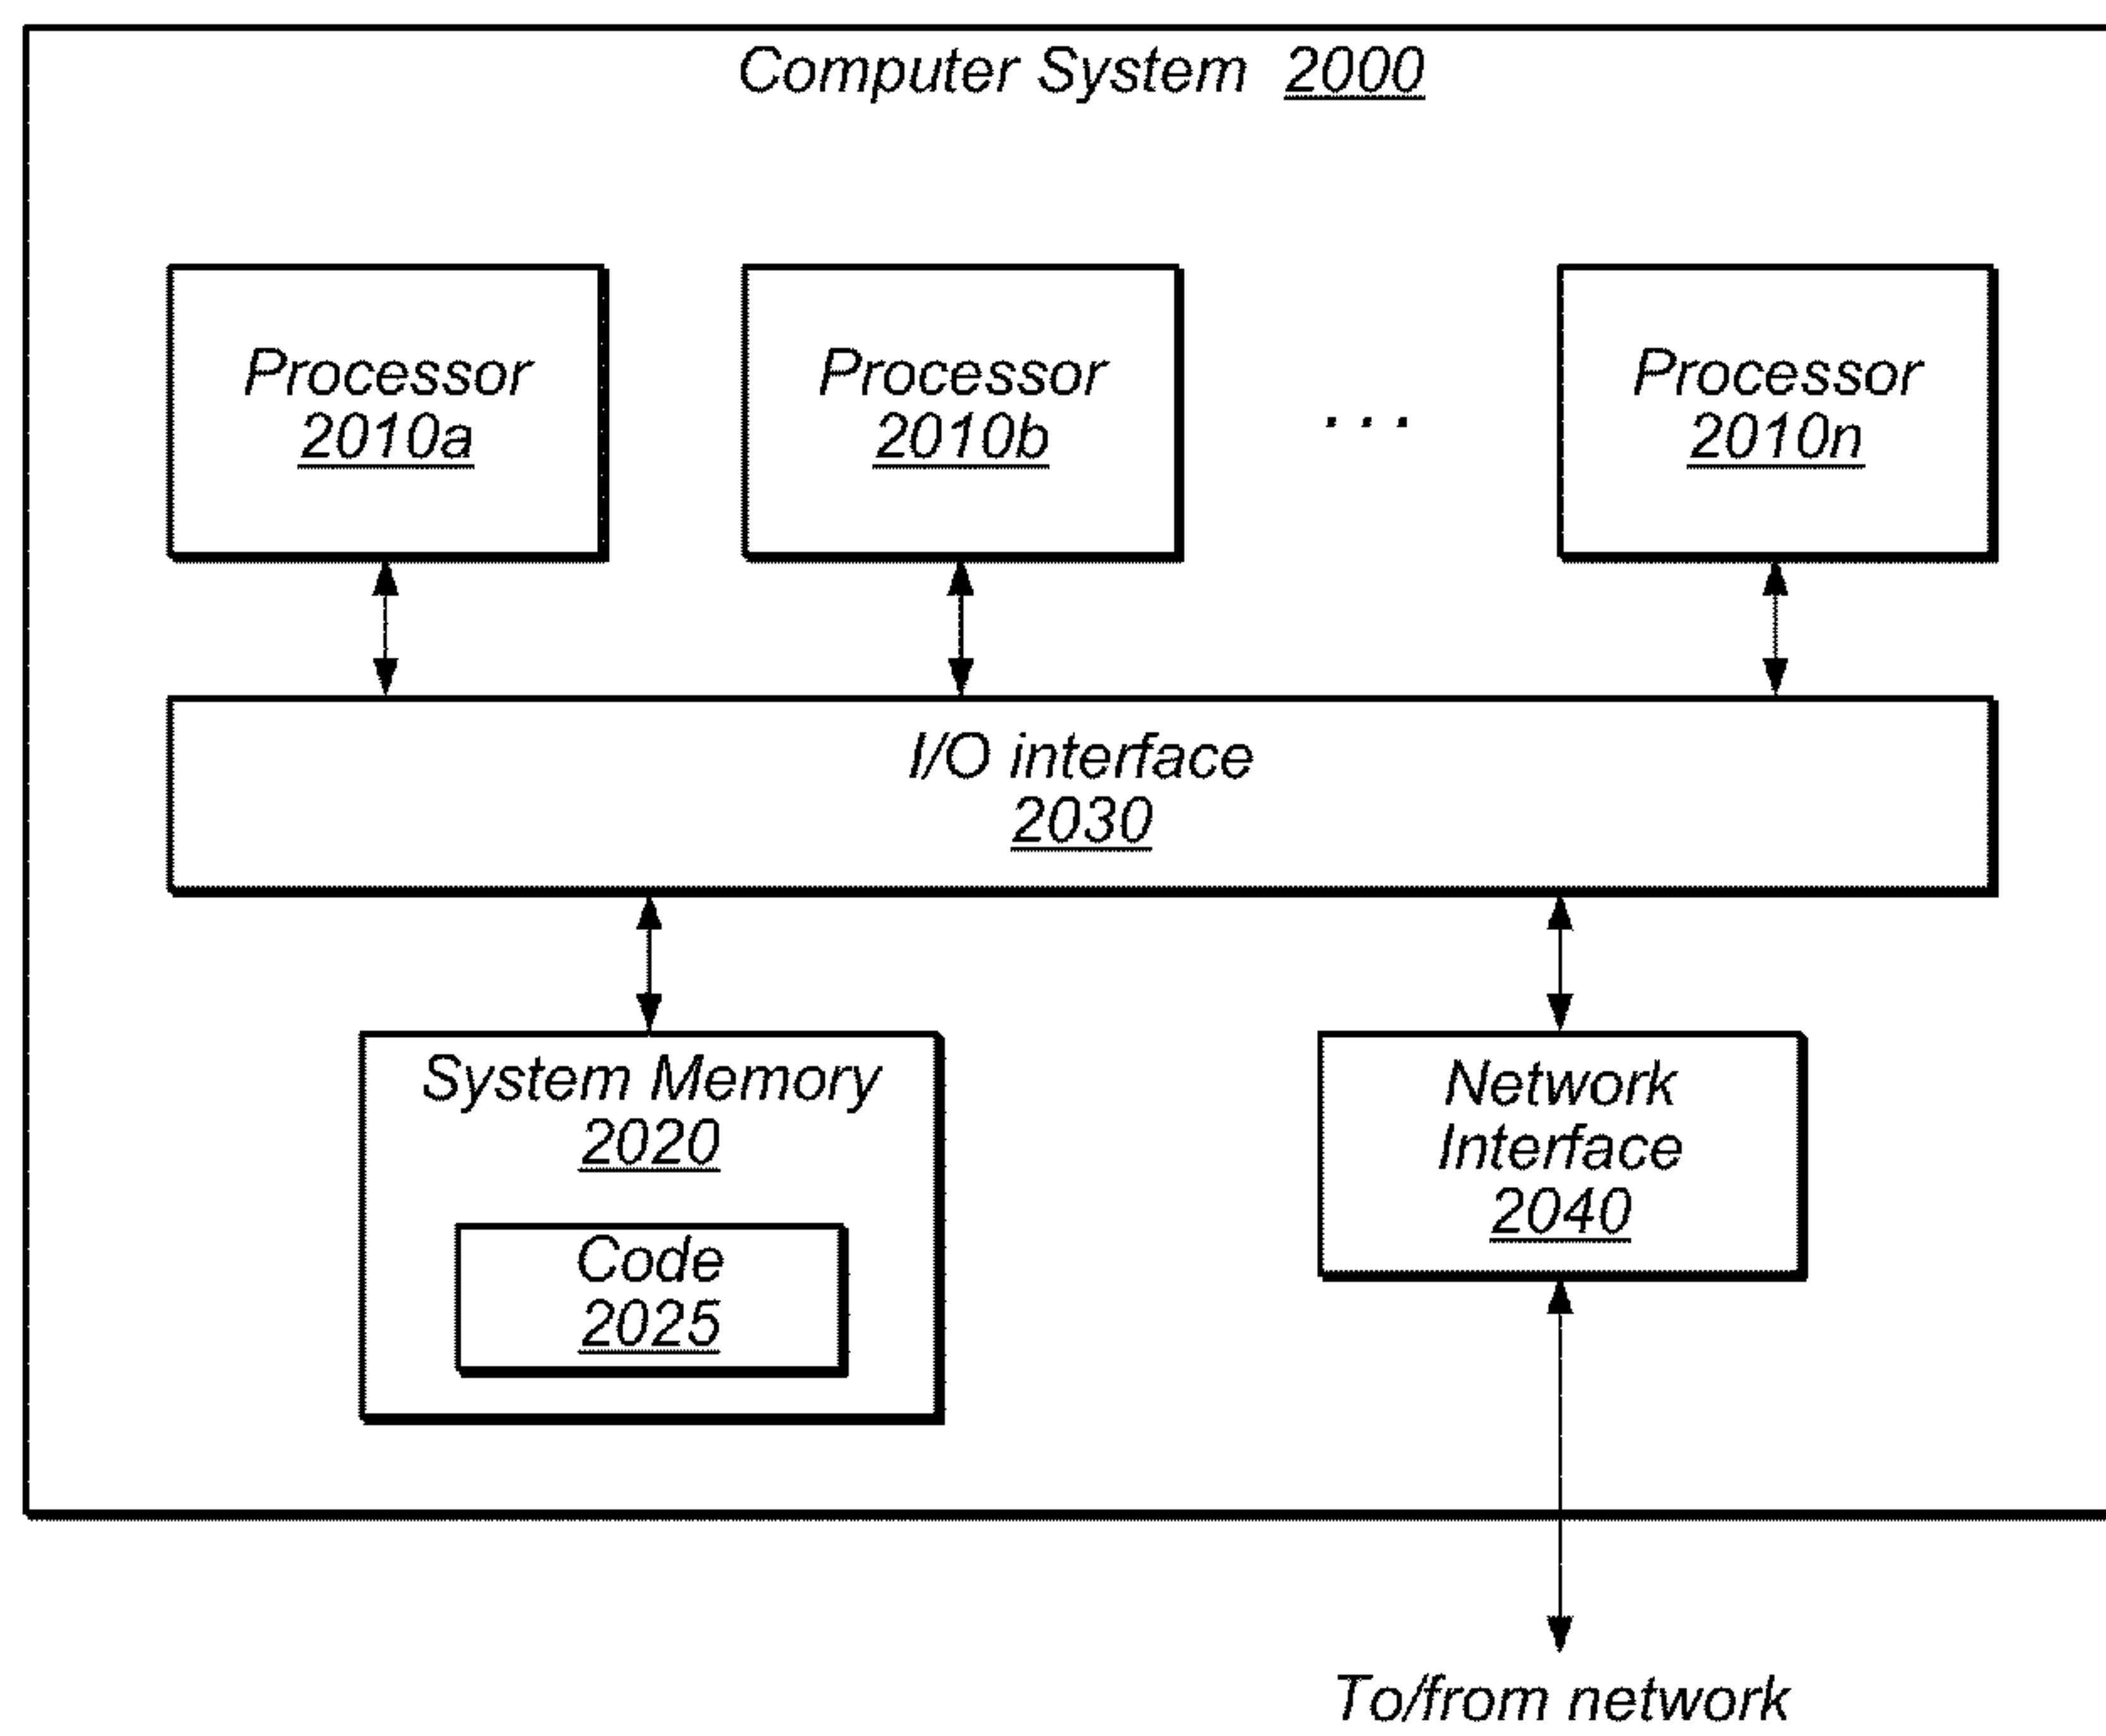 Computer System 2000
Processor
2010a
Processor
2010b
. . .
Processor
2010n
I/O interface
2030
System Memory
2020
Code
2025
Network
Interface
2040
To/from network